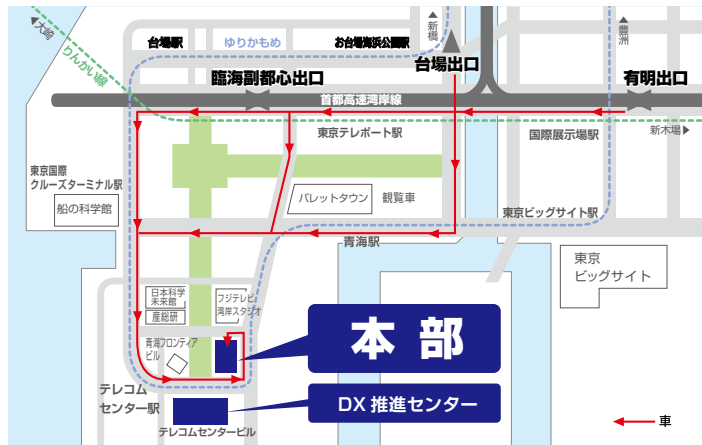 ◀大崎
りんかい線
台場駅
ゆりかもめ
お台場海浜公園駅
▲新橋
▲豊洲
臨海副都心出口
台場出口
有明出口
首都高速湾岸線
東京テレポート駅
国際展示場駅
新木場▶
東京国際
クルーズターミナル駅
船の科学館
パレットタウン
観覧車
東京ビッグサイト駅
青海駅
東京
ビッグサイト
日本科学
未来館
産総研
フジテレビ
湾岸スタジオ
青海フロンティア
ビル
本部
テレコム
センター駅
DX 推進センター
テレコムセンタービル
車